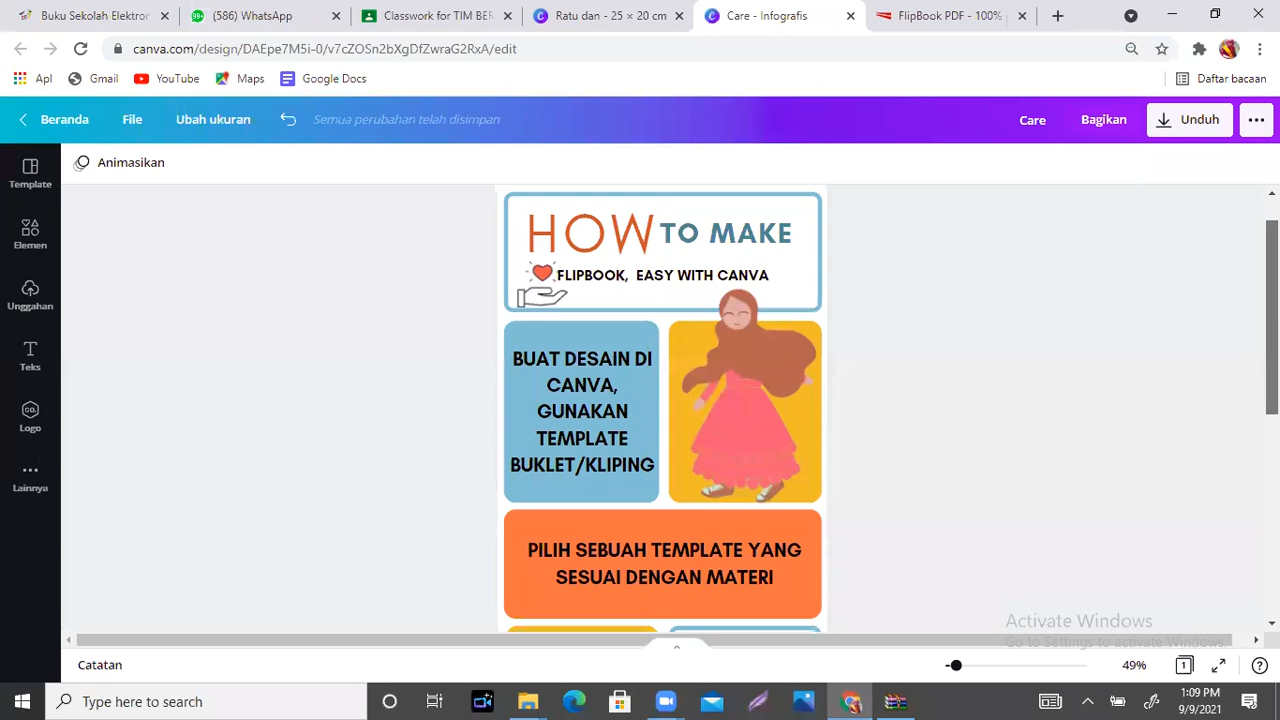 Buku Sekolah Elektror
(586) WhatsApp
Classwork for TIM BER
Ratu dan - 25 × 20 cm
Care - Infografis
FlipBook PDF - 100%
canva.com/design/DAEpe7M5i-0/v7cZOSn2bXgDfZwraG2RxA/edit
Apl
Gmail
YouTube
Maps
Google Docs
Daftar bacaan
Beranda
File
Ubah ukuran
Semua perubahan telah disimpan
Care
Bagikan
Unduh
Animasikan
Template
Elemen
Unggahan
Teks
CO.
Logo
Lainnya
HOW TO MAKE
FLIPBOOK, EASY WITH CANVA
BUAT DESAIN DI
CANVA,
GUNAKAN
TEMPLATE
BUKLET/KLIPING
PILIH SEBUAH TEMPLATE YANG
SESUAI DENGAN MATERI
Activate Windows
Go to Settings to activate Windows.
Catatan
49%
1
Type here to search
1:09 PM
9/9/2021